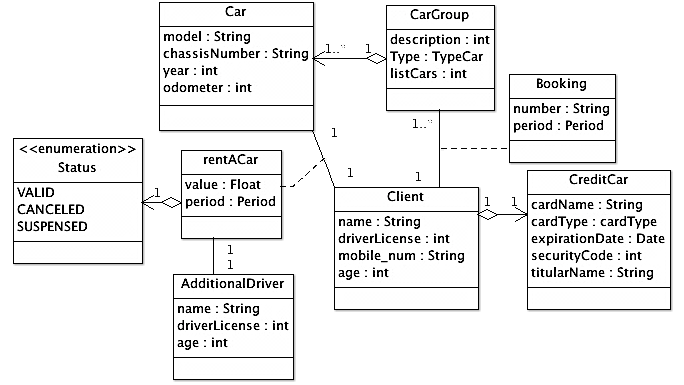 Car
model : String
chassisNumber : String
year : int
odometer : int
1..*
1
CarGroup
description : int
Type : TypeCar
listCars : int
Booking
number : String
period : Period
1..*
1
1
1
<<enumeration>>
Status
VALID
CANCELED
SUSPENDED
1
rentACar
value : Float
period : Period
1
1
AdditionalDriver
name : String
driverLicense : int
age : int
Client
name : String
driverLicense : int
mobile_num : String
age : int
1
1
CreditCar
cardName : String
cardType : cardType
expirationDate : Date
securityCode : int
titularName : String